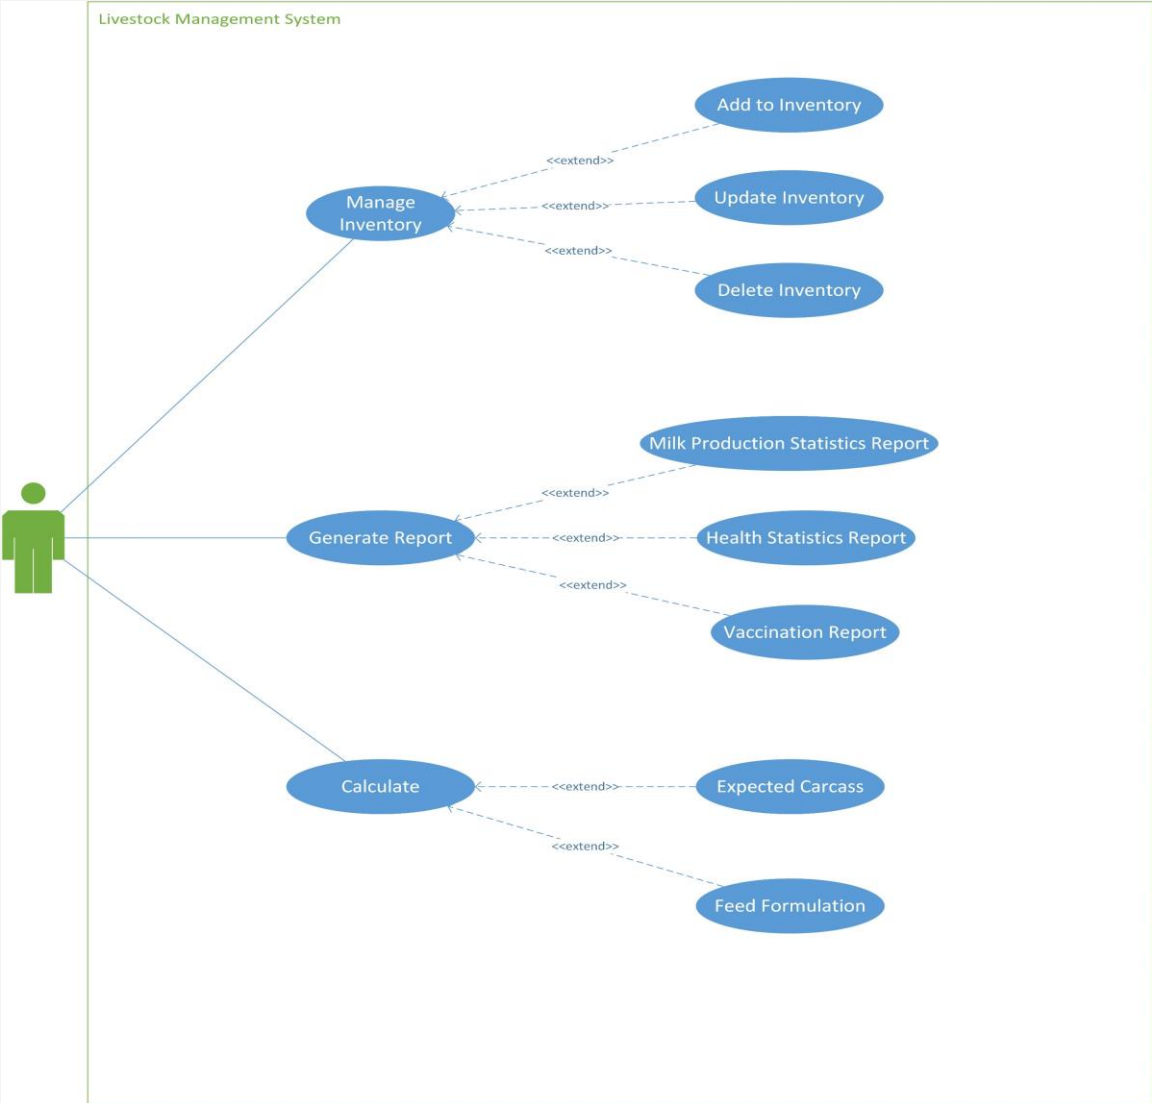 Livestock Management System
Add to Inventory
<<extend>>
Manage
Inventory
<<extend>>
Update Inventory
<<extend>>
Delete Inventory
Milk Production Statistics Report
<<extend>>
Generate Report
<<extend>>
Health Statistics Report
<<extend>>
Vaccination Report
Calculate
<<extend>>
Expected Carcass
<<extend>>
Feed Formulation